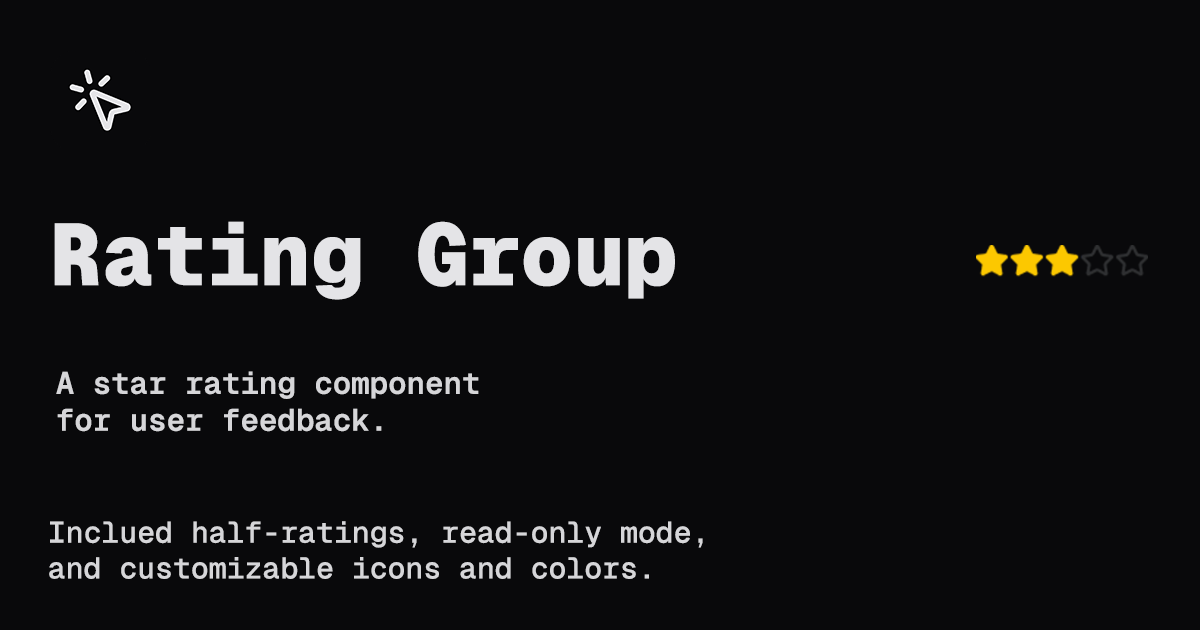 Rating Group
A star rating component
for user feedback.
Inclued half-ratings, read-only mode,
and customizable icons and colors.